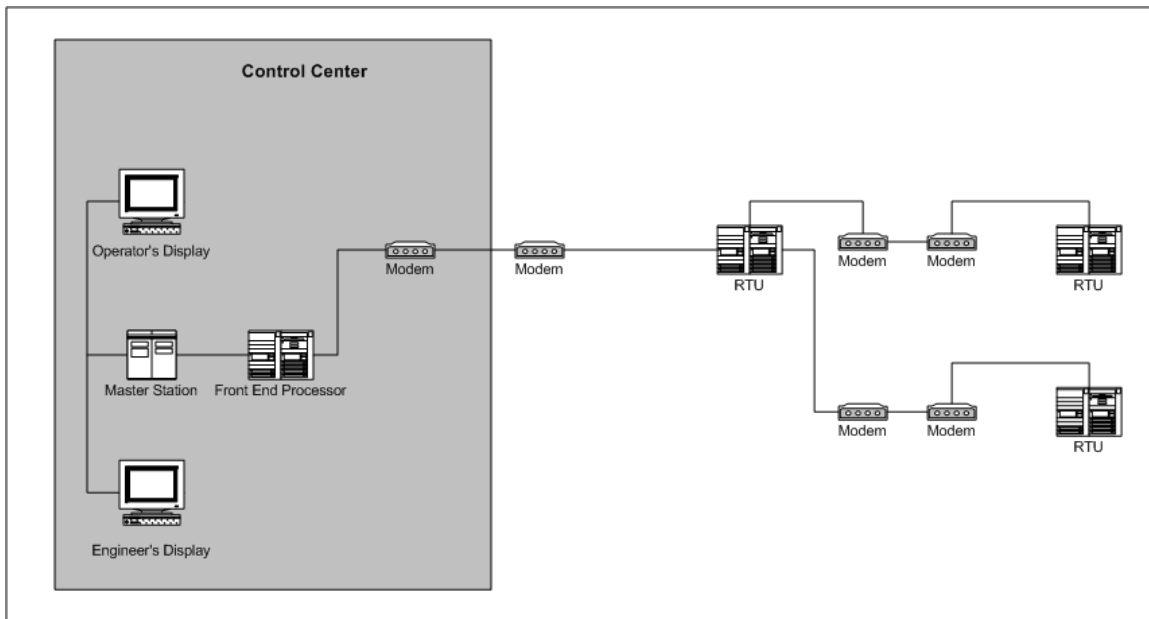 Control Center
Operator's Display
Modem
Modem
RTU
Modem
Modem
RTU
Master Station
Front End Processor
Modem
Modem
RTU
Engineer's Display